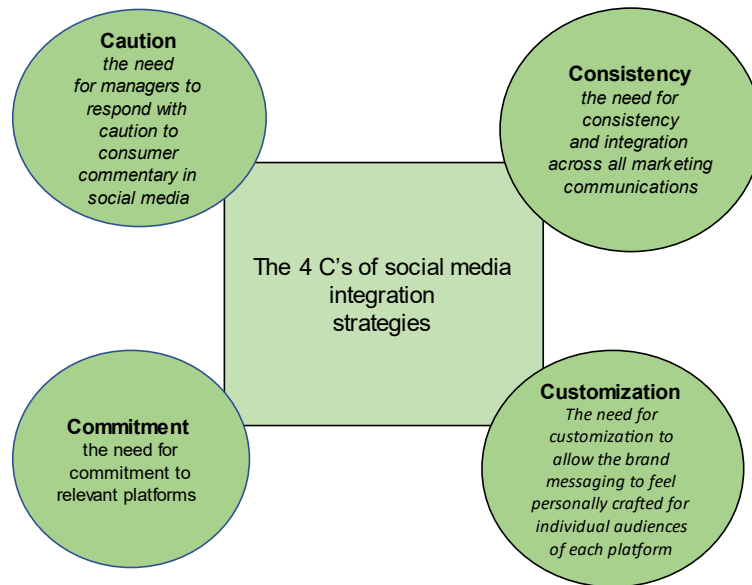 Caution
the need
for managers to
respond with
caution to
consumer
commentary in
social media
Consistency
the need for
consistency
and integration
across all marketing
communications
The 4 C’s of social media
integration
strategies
Commitment
the need for
commitment to
relevant platforms
Customization
The need for
customization to
allow the brand
messaging to feel
personally crafted for
individual audiences
of each platform